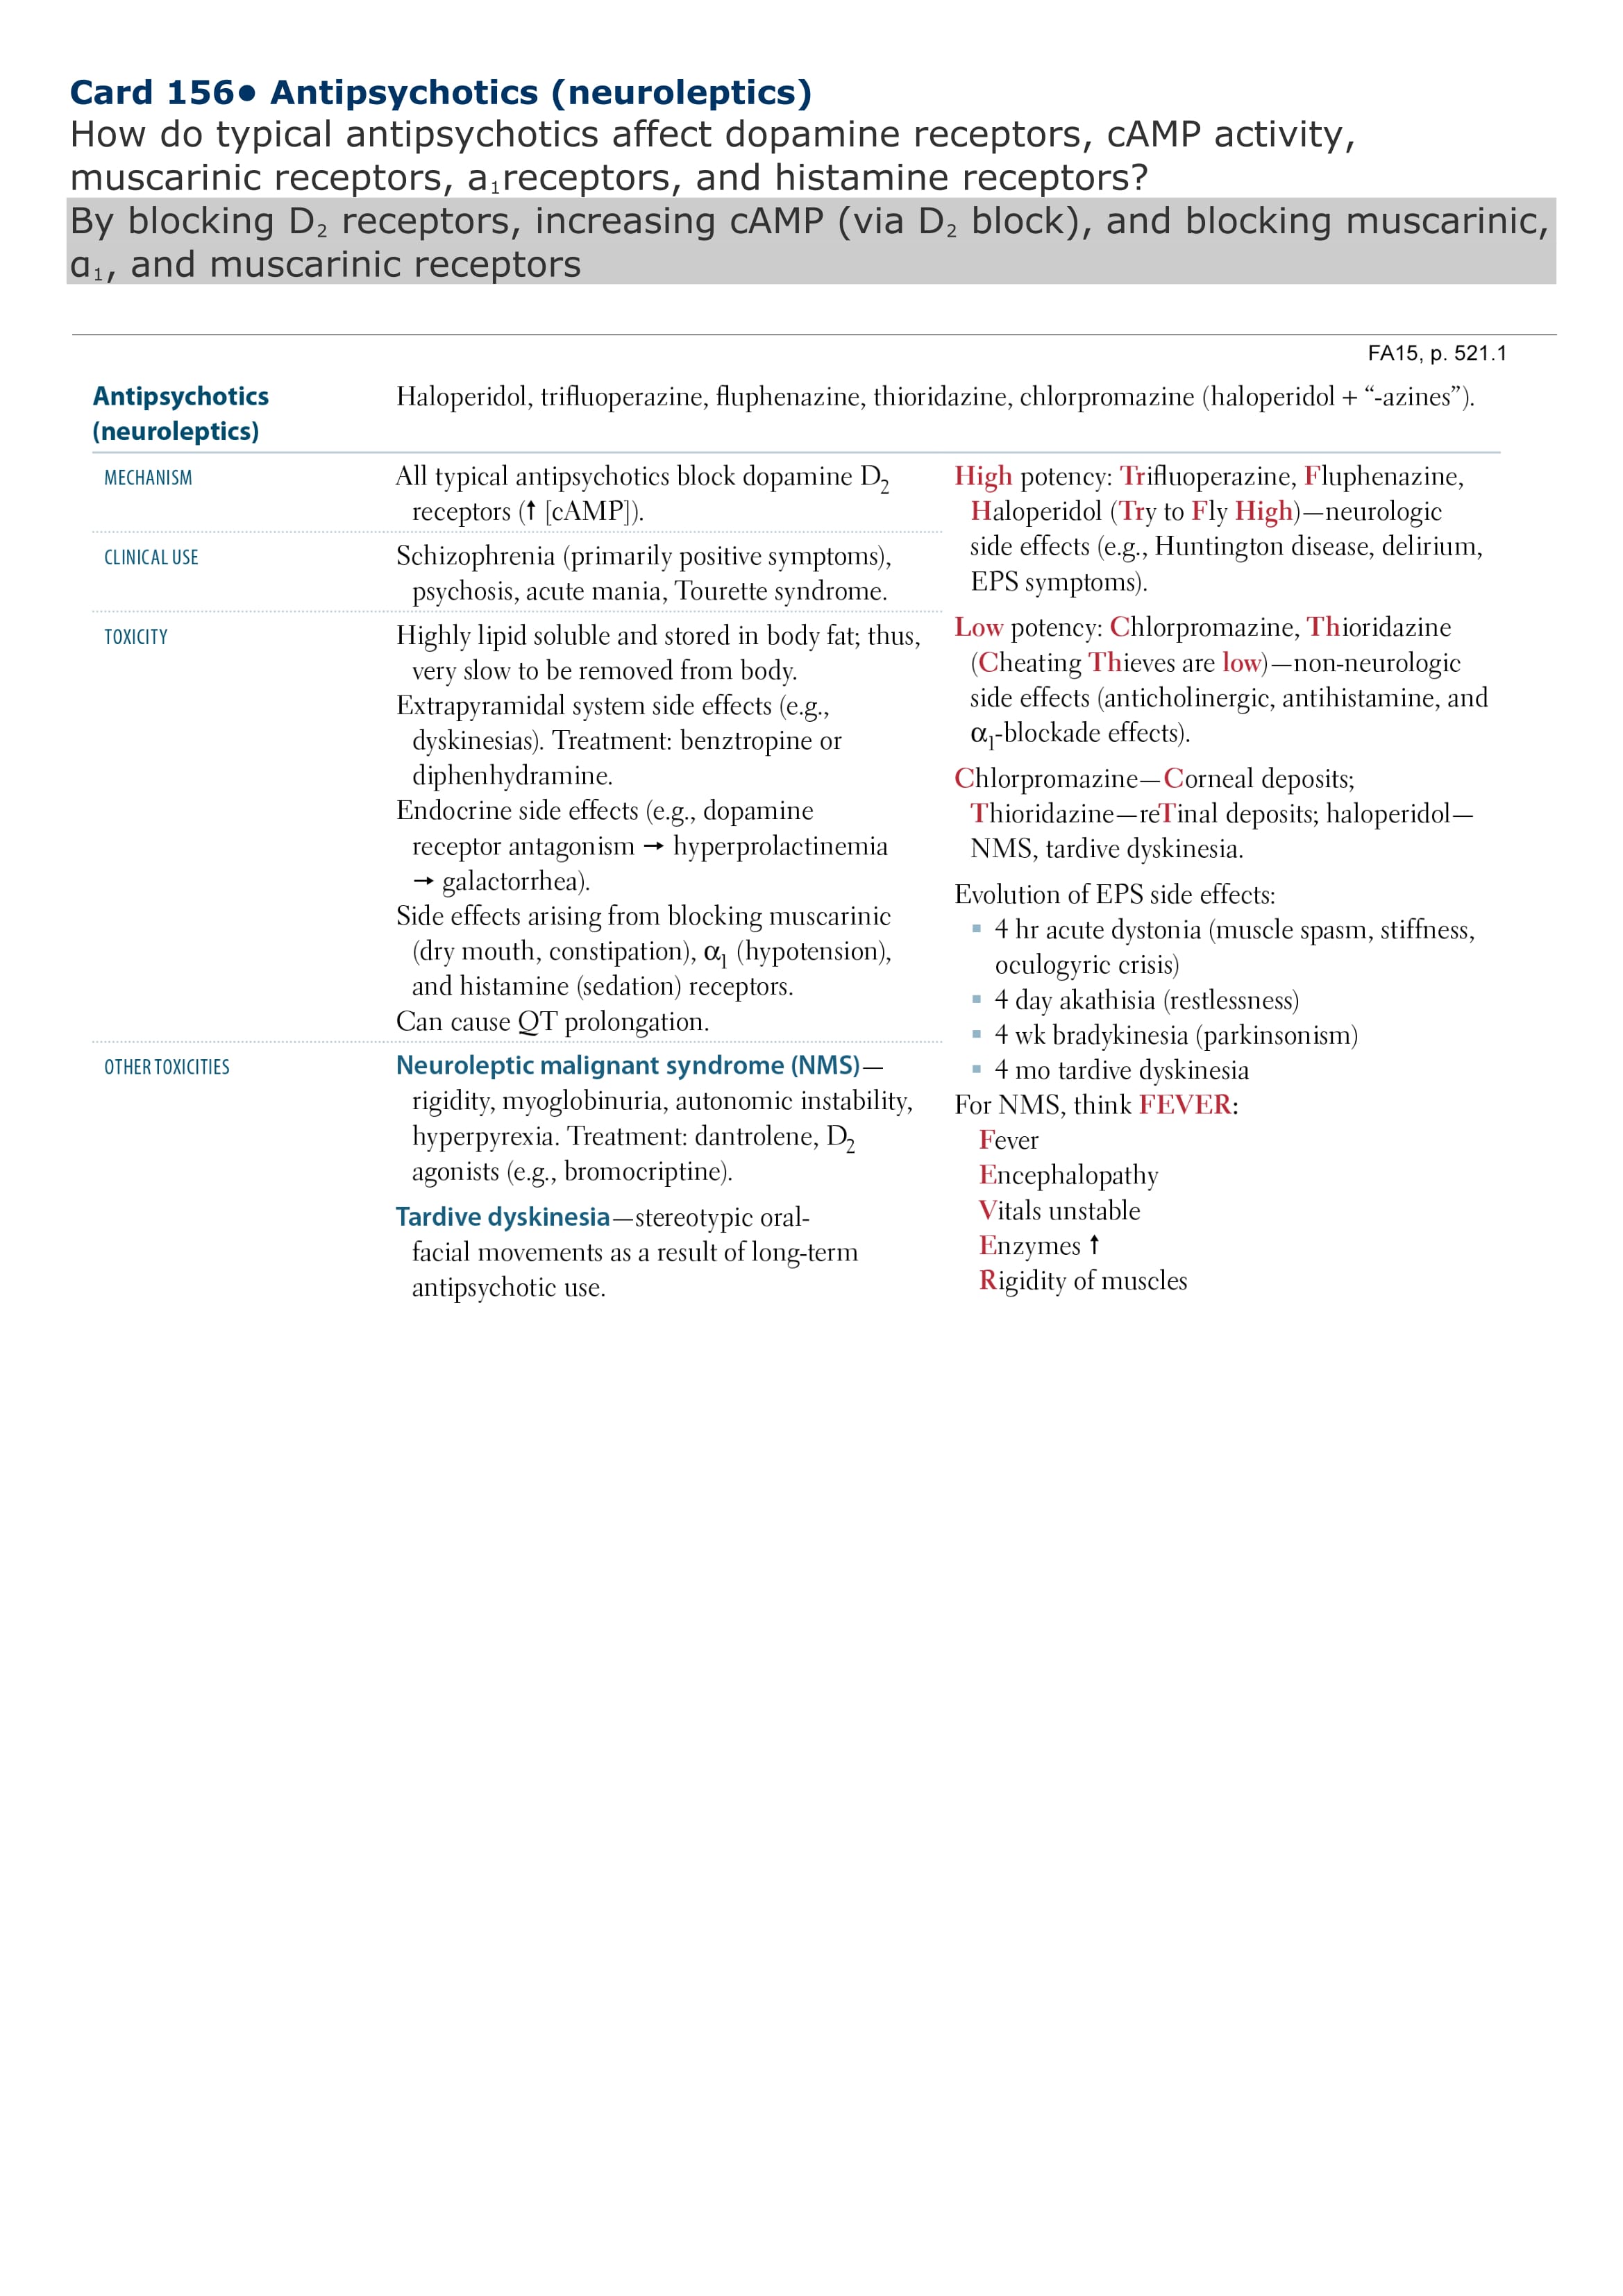 Card 156• Antipsychotics (neuroleptics)
How do typical antipsychotics affect dopamine receptors, cAMP activity,
muscarinic receptors, a₁receptors, and histamine receptors?
By blocking D₂ receptors, increasing cAMP (via D₂ block), and blocking muscarinic,
α₁, and muscarinic receptors
FA15, p. 521.1
Antipsychotics
(neuroleptics)
Haloperidol, trifluoperazine, fluphenazine, thioridazine, chlorpromazine (haloperidol + “-azines”).
MECHANISM
All typical antipsychotics block dopamine D₂
receptors (↑ [cAMP]).
CLINICAL USE
Schizophrenia (primarily positive symptoms),
psychosis, acute mania, Tourette syndrome.
TOXICITY
Highly lipid soluble and stored in body fat; thus,
very slow to be removed from body.
Extrapyramidal system side effects (e.g.,
dyskinesias). Treatment: benztropine or
diphenhydramine.
Endocrine side effects (e.g., dopamine
receptor antagonism → hyperprolactinemia
→ galactorrhea).
Side effects arising from blocking muscarinic
(dry mouth, constipation), α₁ (hypotension),
and histamine (sedation) receptors.
Can cause QT prolongation.
OTHER TOXICITIES
Neuroleptic malignant syndrome (NMS)—
rigidity, myoglobinuria, autonomic instability,
hyperpyrexia. Treatment: dantrolene, D₂
agonists (e.g., bromocriptine).
Tardive dyskinesia—stereotypic oral-
facial movements as a result of long-term
antipsychotic use.
High potency: Trifluoperazine, Fluphenazine,
Haloperidol (Try to Fly High)—neurologic
side effects (e.g., Huntington disease, delirium,
EPS symptoms).
Low potency: Chlorpromazine, Thioridazine
(Cheating Thieves are low)—non-neurologic
side effects (anticholinergic, antihistamine, and
α₁-blockade effects).
Chlorpromazine—Corneal deposits;
Thioridazine—reTinal deposits; haloperidol—
NMS, tardive dyskinesia.
Evolution of EPS side effects:
▪ 4 hr acute dystonia (muscle spasm, stiffness,
oculogyric crisis)
▪ 4 day akathisia (restlessness)
▪ 4 wk bradykinesia (parkinsonism)
▪ 4 mo tardive dyskinesia
For NMS, think FEVER:
Fever
Encephalopathy
Vitals unstable
Enzymes ↑
Rigidity of muscles